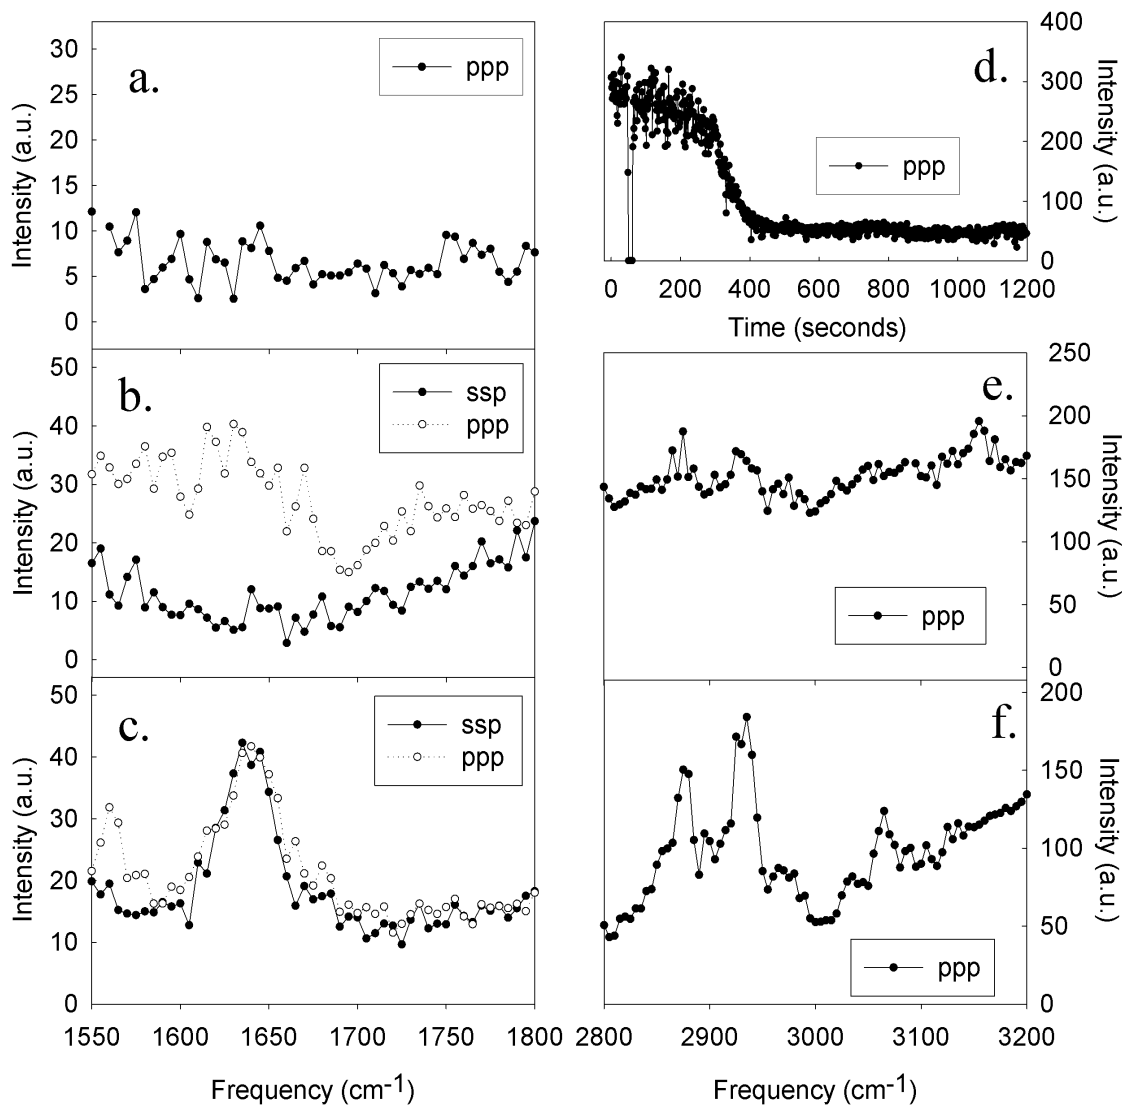 a.
ppp
Intensity (a.u.)
30
25
20
15
10
5
0
b.
ssp
ppp
Intensity (a.u.)
50
40
30
20
10
0
c.
ssp
ppp
Intensity (a.u.)
50
40
30
20
10
0
1550 1600 1650 1700 1750 1800
Frequency (cm-1)
d.
ppp
Intensity (a.u.)
400
300
200
100
0
0 200 400 600 800 1000 1200
Time (seconds)
e.
ppp
Intensity (a.u.)
250
200
150
100
50
0
f.
ppp
Intensity (a.u.)
200
150
100
50
0
2800 2900 3000 3100 3200
Frequency (cm-1)